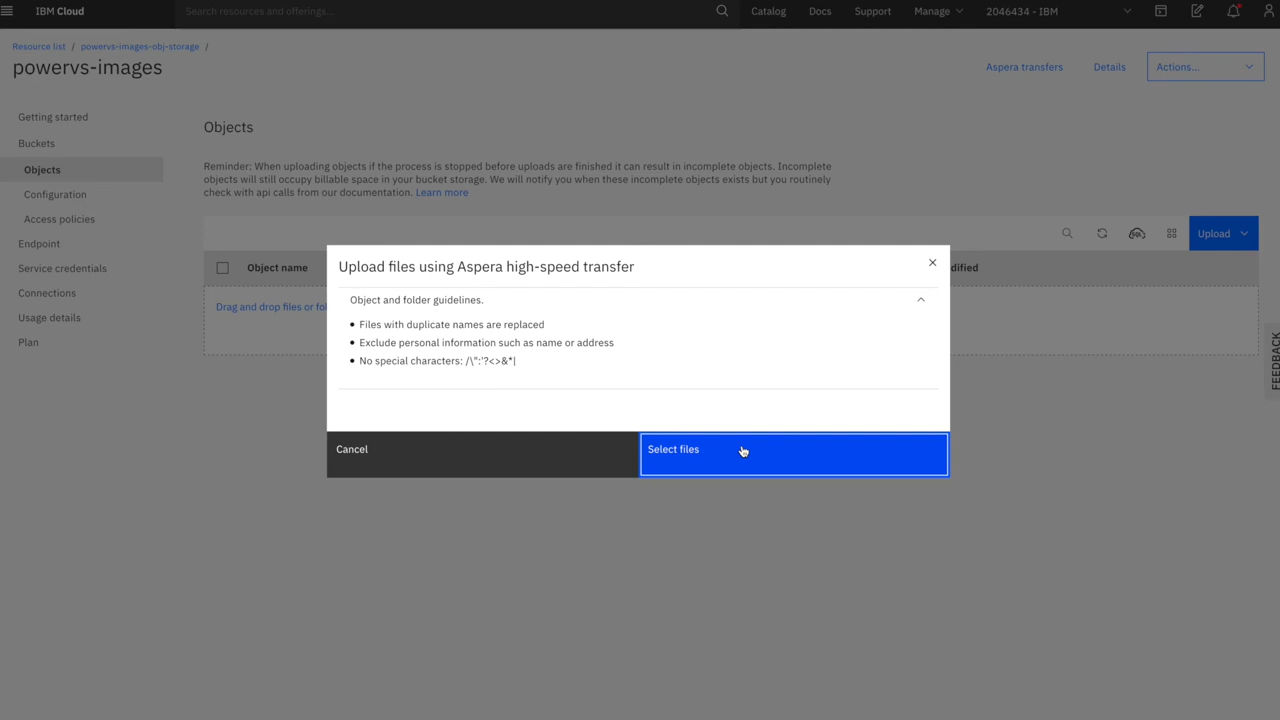 IBM Cloud
Search resources and offerings...
Catalog
Docs
Support
Manage
2046434 - IBM
Resource list / powervs-images-obj-storage /
powervs-images
Aspera transfers
Details
Actions...
Getting started
Buckets
Objects
Configuration
Access policies
Endpoint
Service credentials
Connections
Usage details
Plan
Objects
Reminder: When uploading objects if the process is stopped before uploads are finished it can result in incomplete objects. Incomplete
objects will still occupy billable space in your bucket storage. We will notify you when these incomplete objects exists but you routinely
check with api calls from our documentation. Learn more
Upload
Object name
dified
Drag and drop files or fol
Upload files using Aspera high-speed transfer
Object and folder guidelines.
• Files with duplicate names are replaced
• Exclude personal information such as name or address
• No special characters: /\":'?<>&*|
Cancel
Select files
FEEDBACK